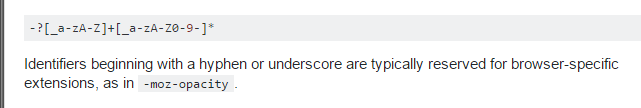 -?[_a-zA-Z]+[_a-zA-Z0-9-]*
Identifiers beginning with a hyphen or underscore are typically reserved for browser-specific
extensions, as in -moz-opacity .